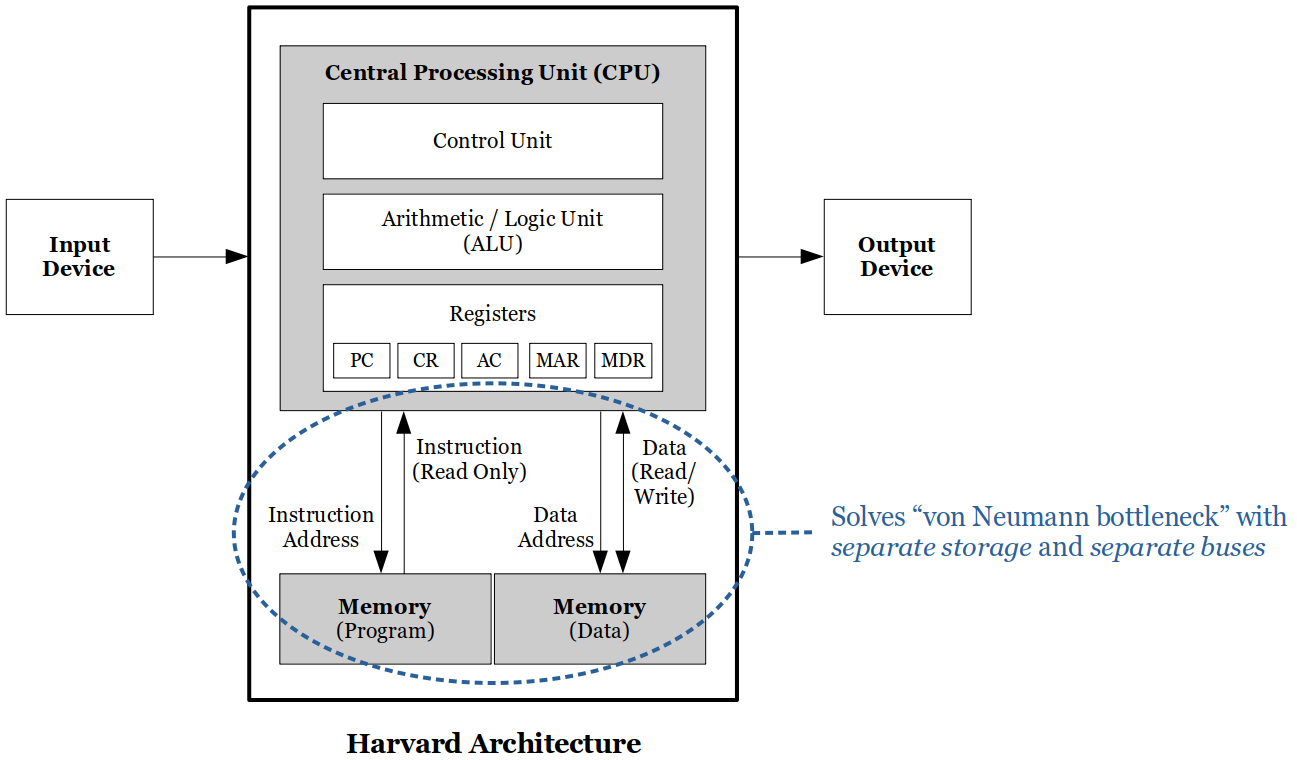 Central Processing Unit (CPU)
Control Unit
Arithmetic / Logic Unit
(ALU)
Registers
PC
CR
AC
MAR
MDR
Input
Device
Output
Device
Instruction
(Read Only)
Instruction
Address
Data
(Read/
Write)
Data
Address
Memory
(Program)
Memory
(Data)
Solves “von Neumann bottleneck” with
separate storage and separate buses
Harvard Architecture